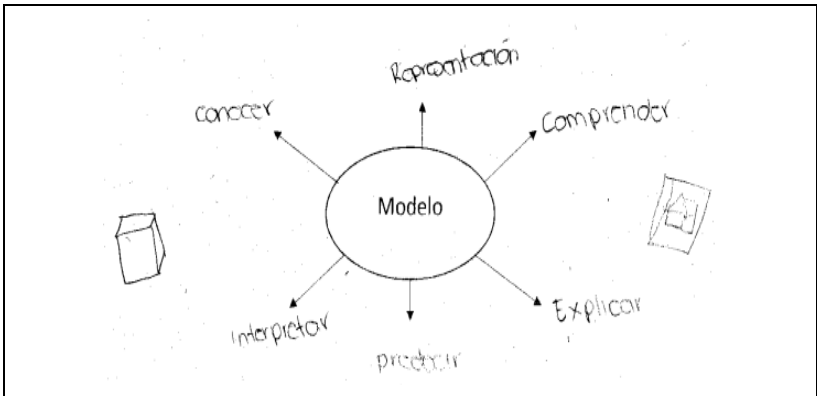 Representación
Conocer
Comprender
Modelo
Interpretar
Explicar
predecir